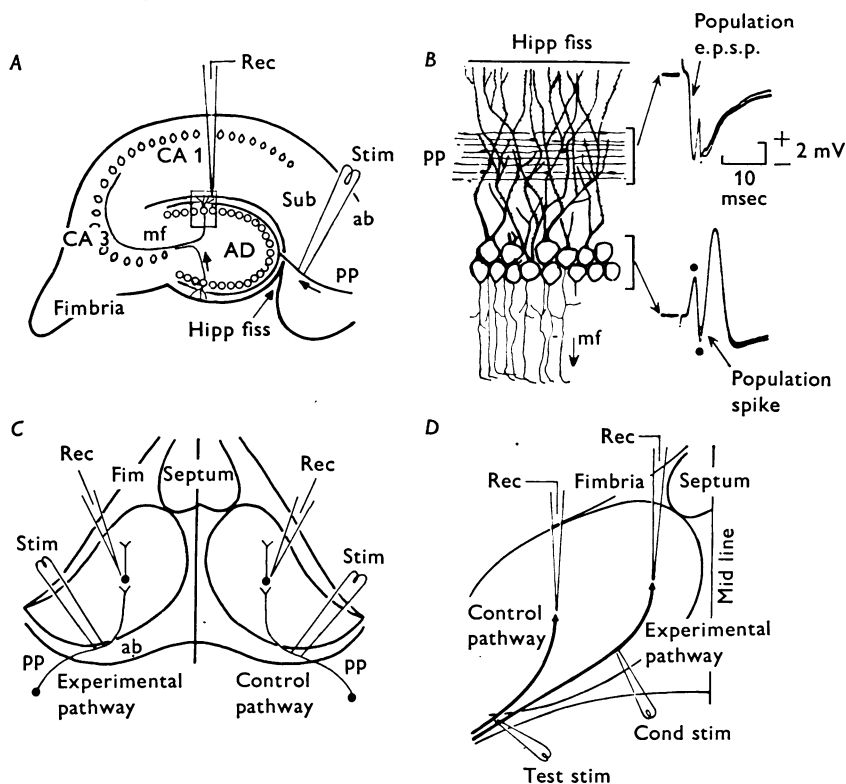 A
Rec
CA 1
Stim
Sub
ab
CA 3
mf
AD
PP
Fimbria
Hipp fiss
B
Hipp fiss
Population
e.p.s.p.
PP
+
− 2 mV
10
msec
mf
Population
spike
C
Rec
Fim
Septum
Rec
Stim
Stim
ab
PP
PP
Experimental
pathway
Control
pathway
D
Rec
Rec
Fimbria
Septum
Mid line
Control
pathway
Experimental
pathway
Cond stim
Test stim